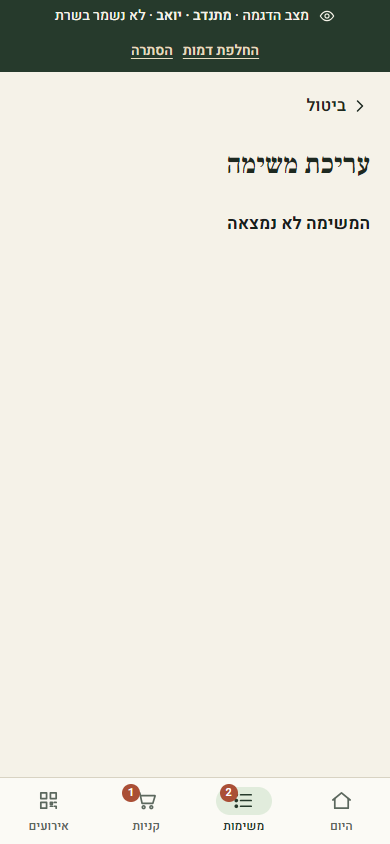 מצב הדגמה · מתנדב · יואב · לא נשמר בשרת
החלפת דמות הסתרה
ביטול
עריכת משימה
המשימה לא נמצאה
היום
2 משימות
1 קניות
אירועים